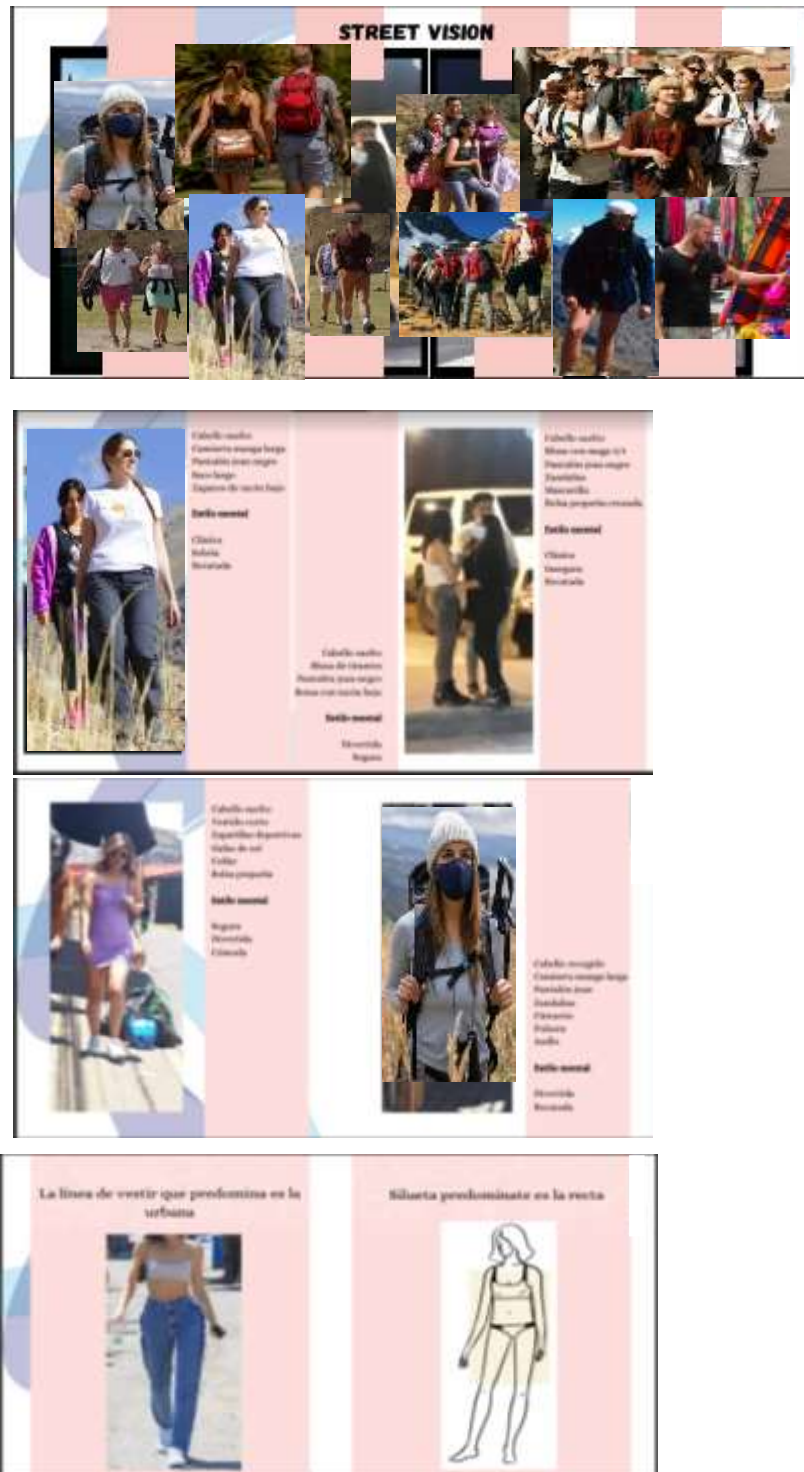 STREET VISION
Cabello suelto
Camiseta manga larga
Pantalón jean negro
Saco largo
Zapatos de tacón bajo
Estilo mental
Clásica
Recatada
Cabello suelto
Blusa de tirantes
Pantalón jean negro
Botas con tacón bajo
Estilo mental
Divertida
Segura
Cabello suelto
Blusa con maga 3/4
Pantalón jean negro
Sandalias
Mascarilla
Bolsa pequeña cruzada
Estilo mental
Clásica
Insegura
Recatada
Cabello suelto
Vestido corto
Zapatillas deportivas
Gafas de sol
Collar
Bolsa pequeña
Estilo mental
Segura
Divertida
Cómoda
Cabello recogido
Camiseta manga larga
Pantalón jean
Sandalias
Cinturón
Pulsera
Anillo
Estilo mental
Divertida
Recatada
La línea de vestir que predomina es la
urbana
Silueta predominate es la recta